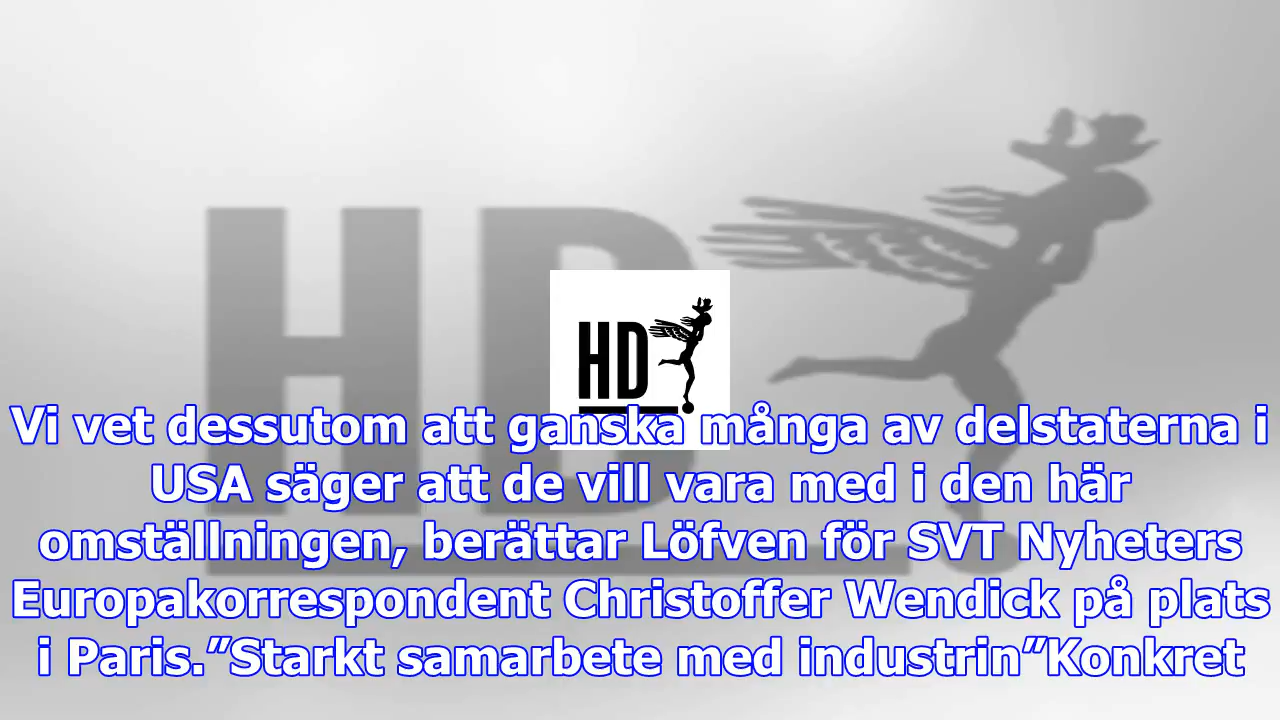 HD
HD
Vi vet dessutom att ganska många av delstaterna i
USA säger att de vill vara med i den här
omställningen, berättar Löfven för SVT Nyheters
Europakorrespondent Christoffer Wendick på plats
i Paris.”Starkt samarbete med industrin”Konkret